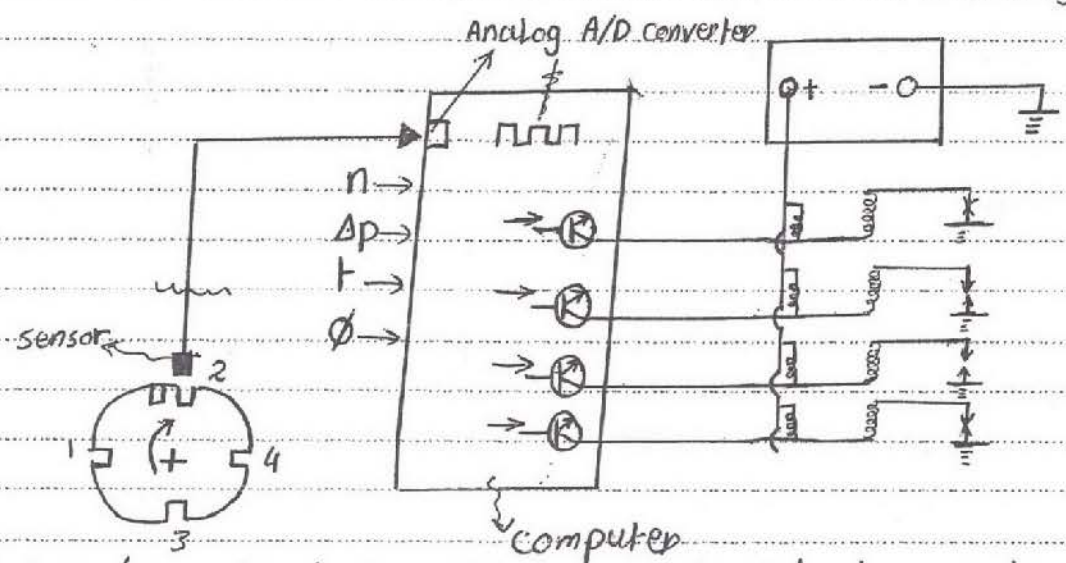 Analog A/D converter
+ -
n
Δp
t
Ø
sensor
2
1
+
4
3
computer